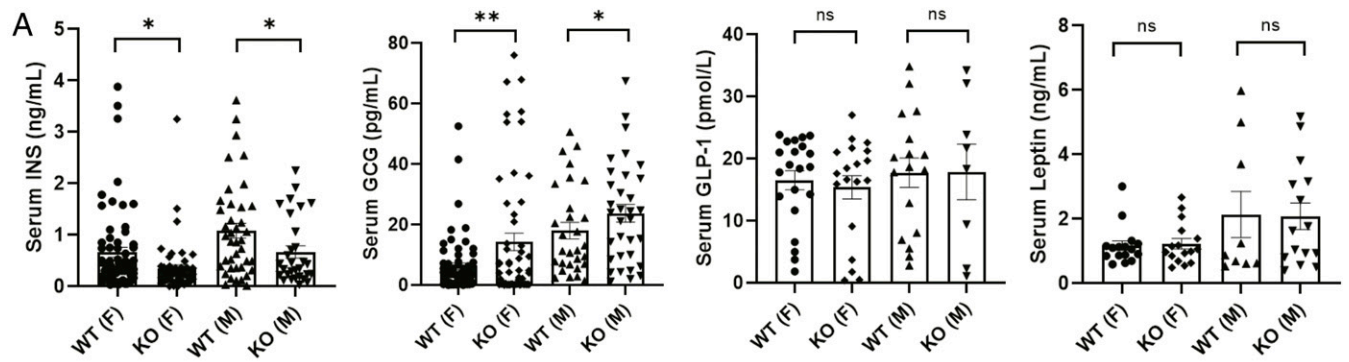 A
Serum INS (ng/mL)
5
4
3
2
1
0
*
*
WT (F)
KO (F)
WT (M)
KO (M)
Serum GCG (pg/mL)
80
60
40
20
0
**
*
WT (F)
KO (F)
WT (M)
KO (M)
Serum GLP-1 (pmol/L)
40
30
20
10
0
ns
ns
WT (F)
KO (F)
WT (M)
KO (M)
Serum Leptin (ng/mL)
8
6
4
2
0
ns
ns
WT (F)
KO (F)
WT (M)
KO (M)